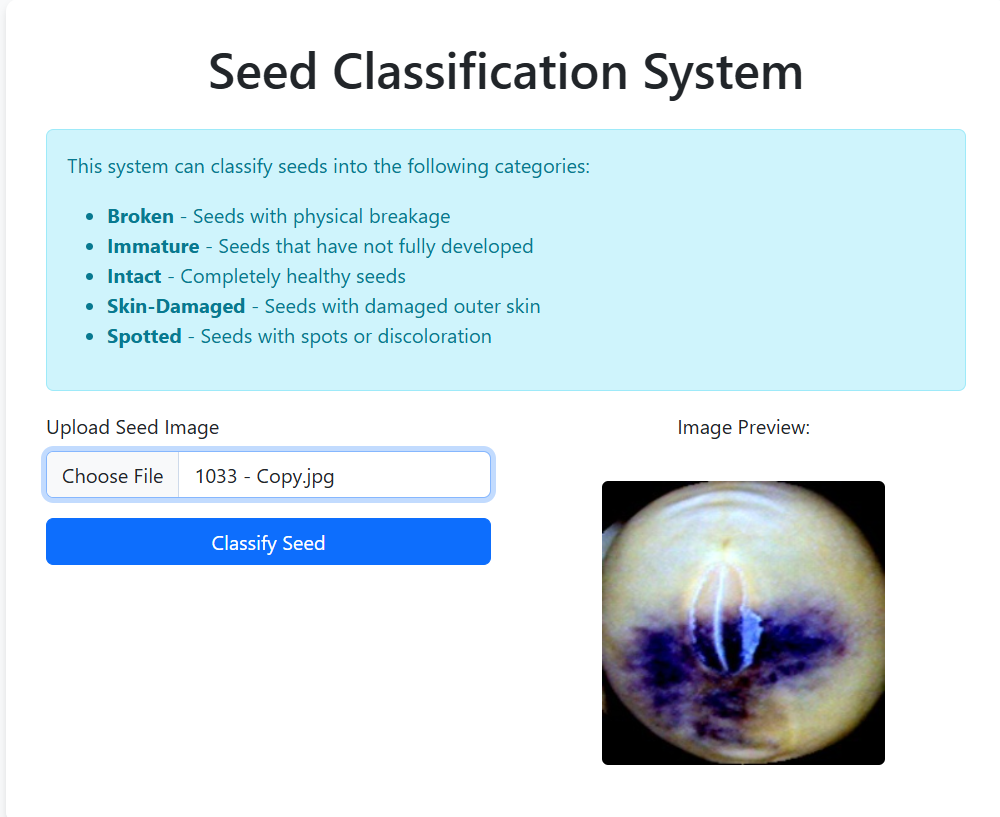 Seed Classification System
This system can classify seeds into the following categories:
Broken - Seeds with physical breakage
Immature - Seeds that have not fully developed
Intact - Completely healthy seeds
Skin-Damaged - Seeds with damaged outer skin
Spotted - Seeds with spots or discoloration
Upload Seed Image
Choose File 1033 - Copy.jpg
Classify Seed
Image Preview: